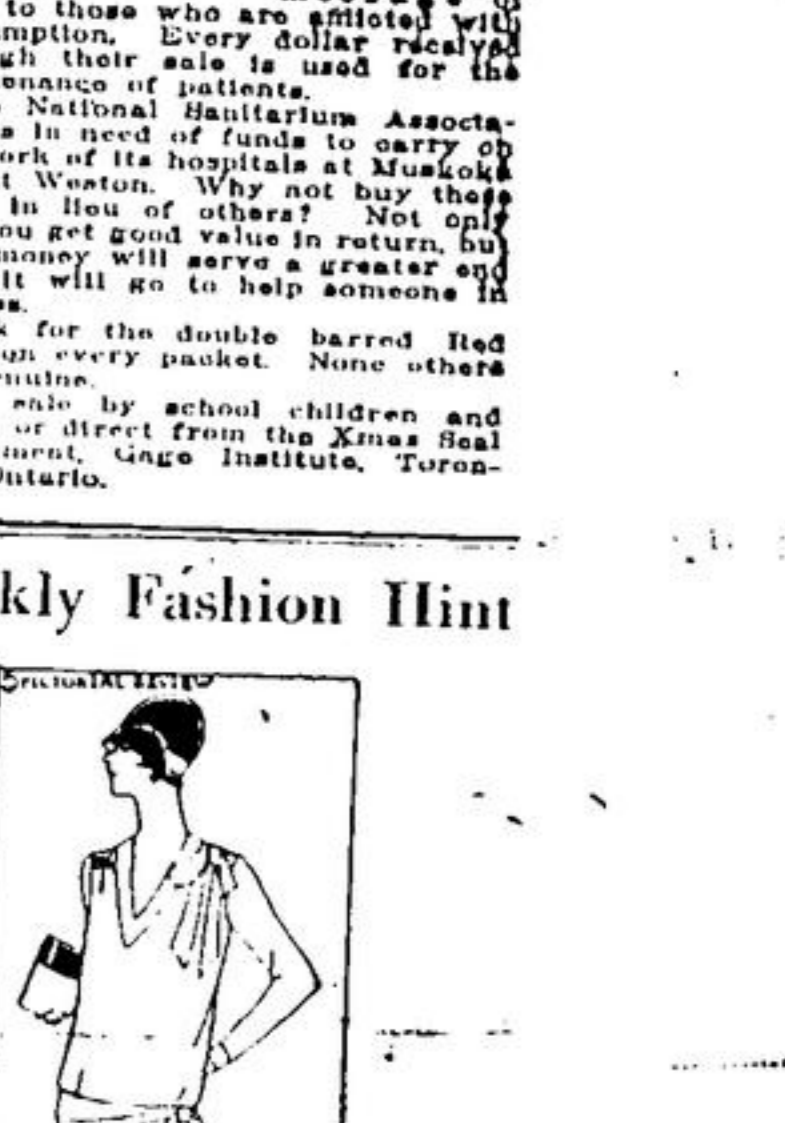 to those who are afflicted with
mption. Every dollar received
gh their sale is used for the
enance of patients.
National Sanitarium Associa-
s in need of funds to carry on
ork of its hospitals at Muskoka
t Weston. Why not buy these
in lieu of others? Not only
ou get good value in return, but
money will serve a greater end
it will go to help someone in
es.
k for the double barred Red
on every packet. None others
enuine.
sale by school children and
or direct from the Xmas Seal
ment, Gage Institute, Toron-
Ontario.
kly Fashion Hint
PICTORIAL REVIEW